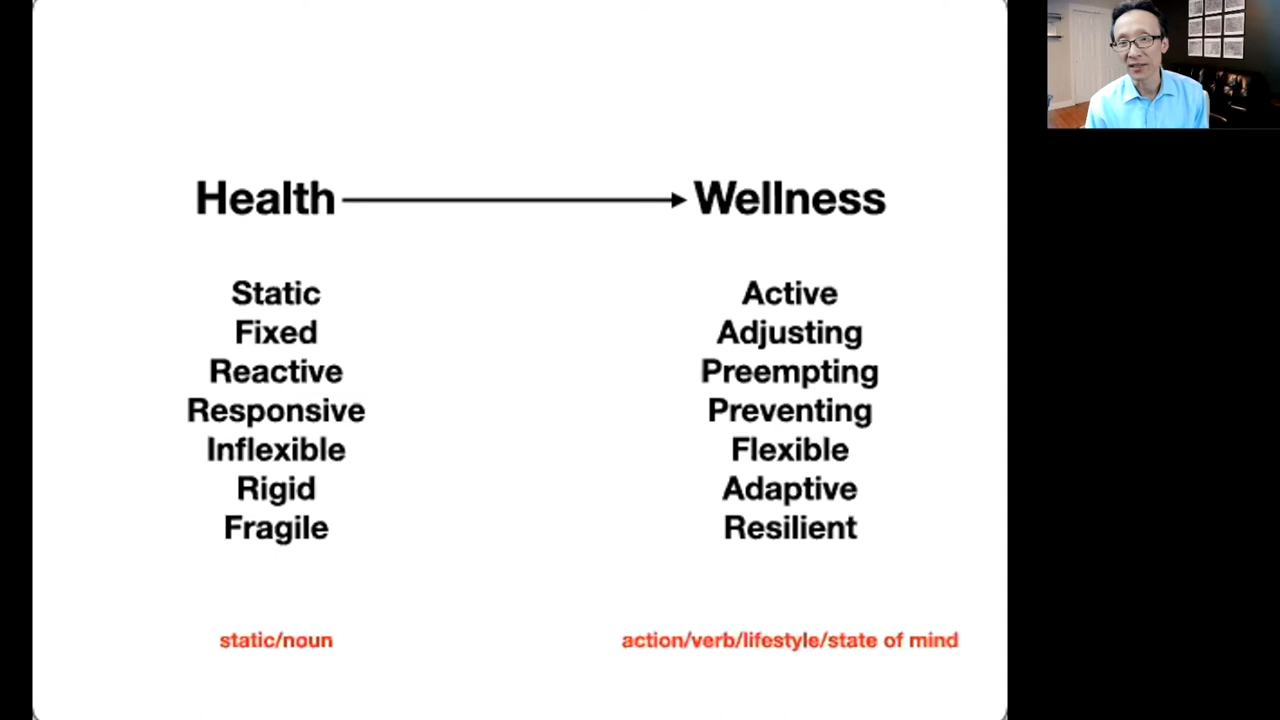 Health Wellness
Static Active
Fixed Adjusting
Reactive Preempting
Responsive Preventing
Inflexible Flexible
Rigid Adaptive
Fragile Resilient
static/noun action/verb/lifestyle/state of mind